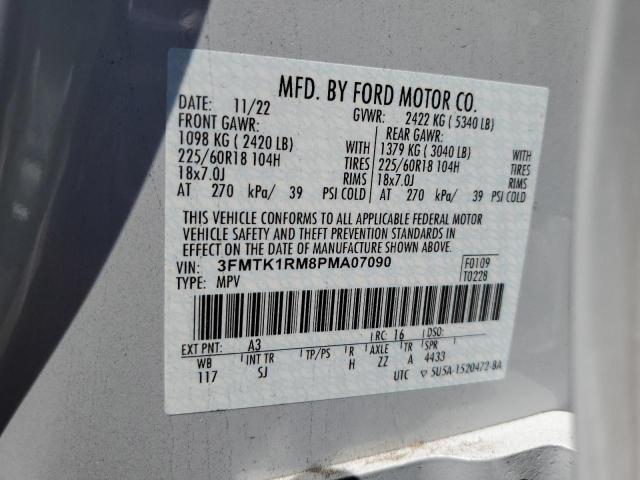 MFD. BY FORD MOTOR CO.
DATE: 11/22 GVWR: 2422 KG ( 5340 LB)
FRONT GAWR: REAR GAWR:
1098 KG ( 2420 LB) WITH 1379 KG ( 3040 LB) WITH
225/60R18 104H TIRES 225/60R18 104H TIRES
18x7.0J RIMS 18x7.0J RIMS
AT 270 kPa/ 39 PSI COLD AT 270 kPa/ 39 PSI COLD
THIS VEHICLE CONFORMS TO ALL APPLICABLE FEDERAL MOTOR
VEHICLE SAFETY AND THEFT PREVENTION STANDARDS IN
EFFECT ON THE DATE OF MANUFACTURE SHOWN ABOVE.
VIN: 3FMTK1RM8PMA07090 F0109
TYPE: MPV T0228
EXT PNT: A3 RC: 16 DSO:
WB INT TR TP/PS R AXLE TR SPR
117 SJ H ZZ A 4433
UTC ▽ 5U5A-1520472-BA